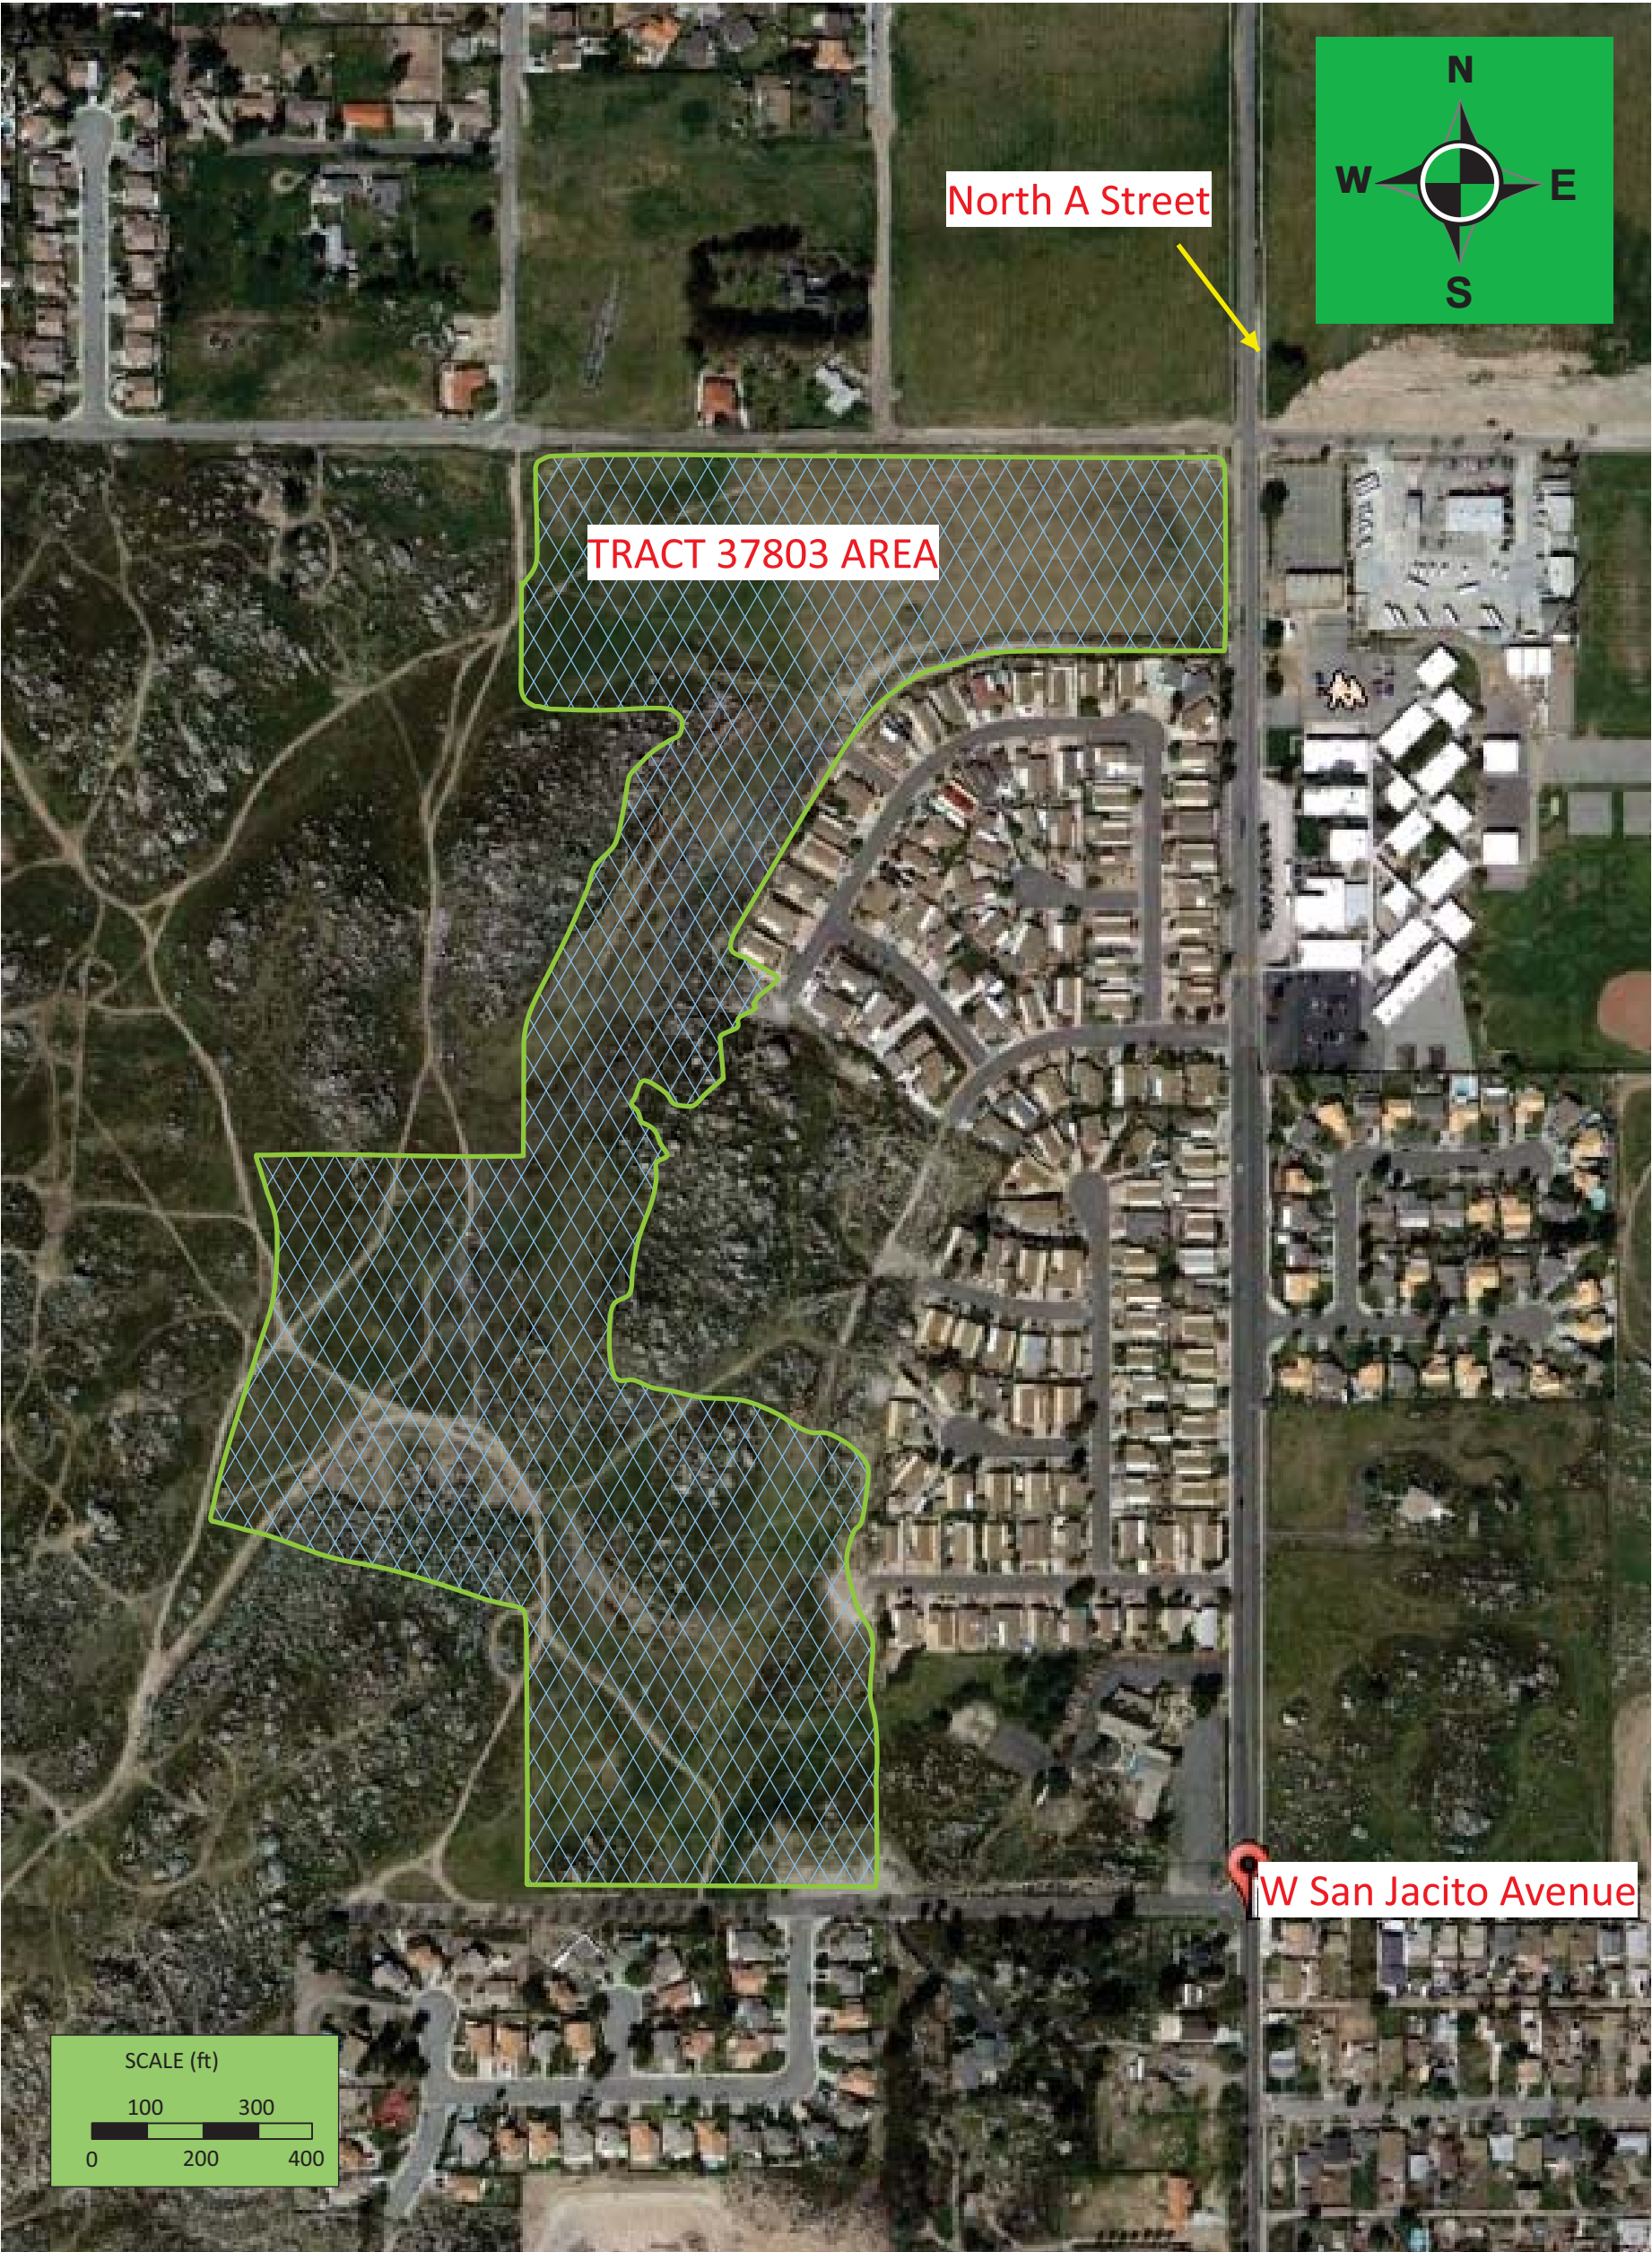 N
W E
S
North A Street
TRACT 37803 AREA
W San Jacito Avenue
SCALE (ft)
100 300
0 200 400